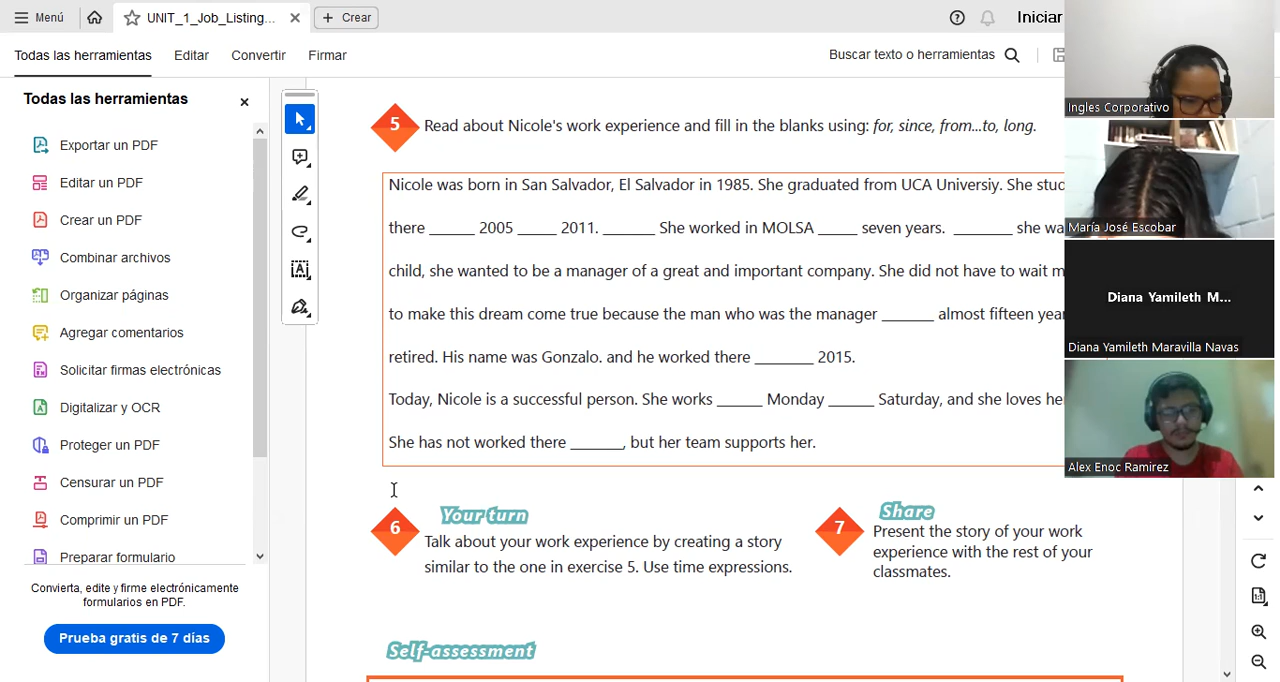 Menú
UNIT_1_Job_Listing...
Crear
Iniciar
Todas las herramientas
Editar
Convertir
Firmar
Buscar texto o herramientas
Todas las herramientas
Exportar un PDF
Editar un PDF
Crear un PDF
Combinar archivos
Organizar páginas
Agregar comentarios
Solicitar firmas electrónicas
Digitalizar y OCR
Proteger un PDF
Censurar un PDF
Comprimir un PDF
Preparar formulario
Convierta, edite y firme electrónicamente
formularios en PDF.
Prueba gratis de 7 días
5
Read about Nicole's work experience and fill in the blanks using: for, since, from...to, long.
Nicole was born in San Salvador, El Salvador in 1985. She graduated from UCA Universiy. She stud
there _____ 2005 _____ 2011. ______ She worked in MOLSA _____ seven years. _______ she wa
child, she wanted to be a manager of a great and important company. She did not have to wait m
to make this dream come true because the man who was the manager ______ almost fifteen year
retired. His name was Gonzalo. and he worked there _______ 2015.
Today, Nicole is a successful person. She works _____ Monday _____ Saturday, and she loves he
She has not worked there ______, but her team supports her.
6
Your turn
Talk about your work experience by creating a story
similar to the one in exercise 5. Use time expressions.
7
Share
Present the story of your work
experience with the rest of your
classmates.
Self-assessment
Ingles Corporativo
María José Escobar
Diana Yamileth M...
Diana Yamileth Maravilla Navas
Alex Enoc Ramirez